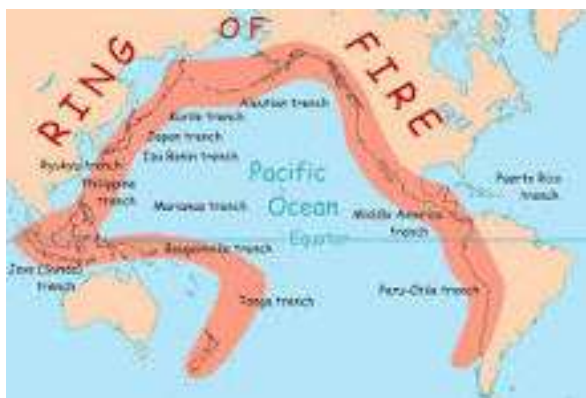 RING OF FIRE
Aleutian trench
Kurile trench
Japan trench
Izu Bonin trench
Ryukyu trench
Philippine
trench
Marianas trench
Pacific
Ocean
Equator
Puerto Rico
trench
Middle America
trench
Bougainville trench
Java (Sunda)
trench
Tonga trench
Peru-Chile trench